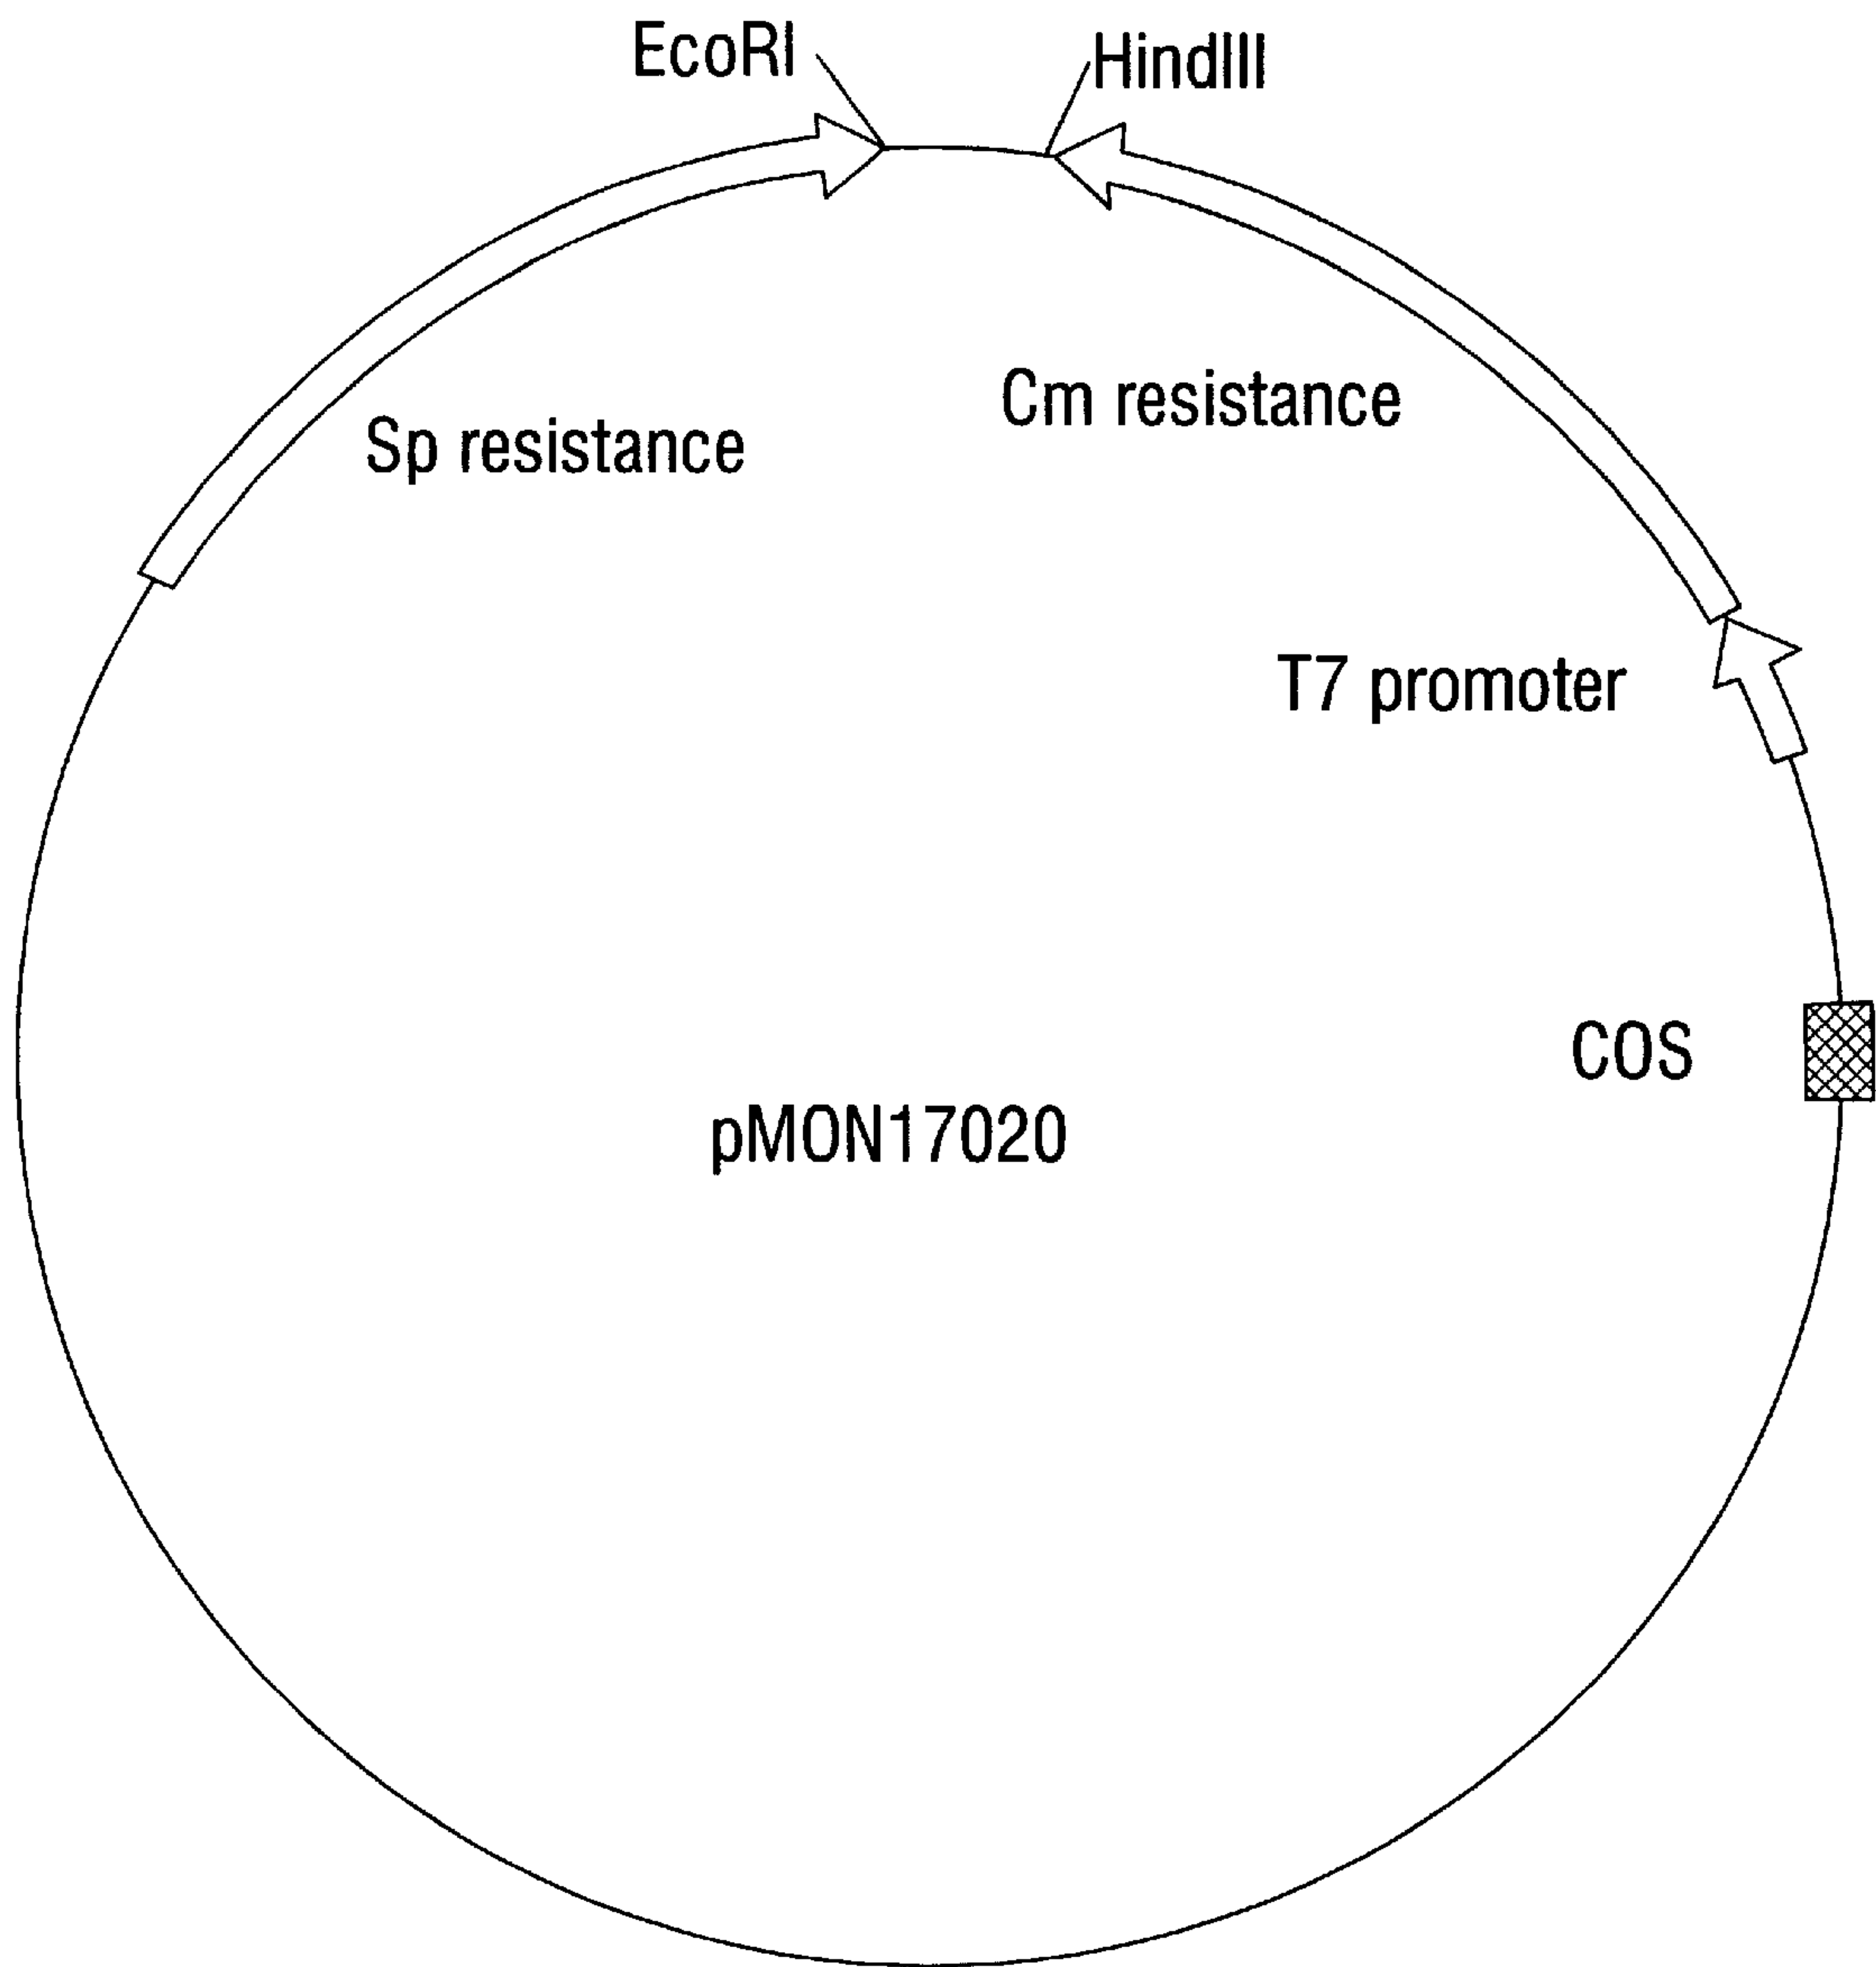 EcoRI
HindIII
Cm resistance
Sp resistance
T7 promoter
COS
pMON17020